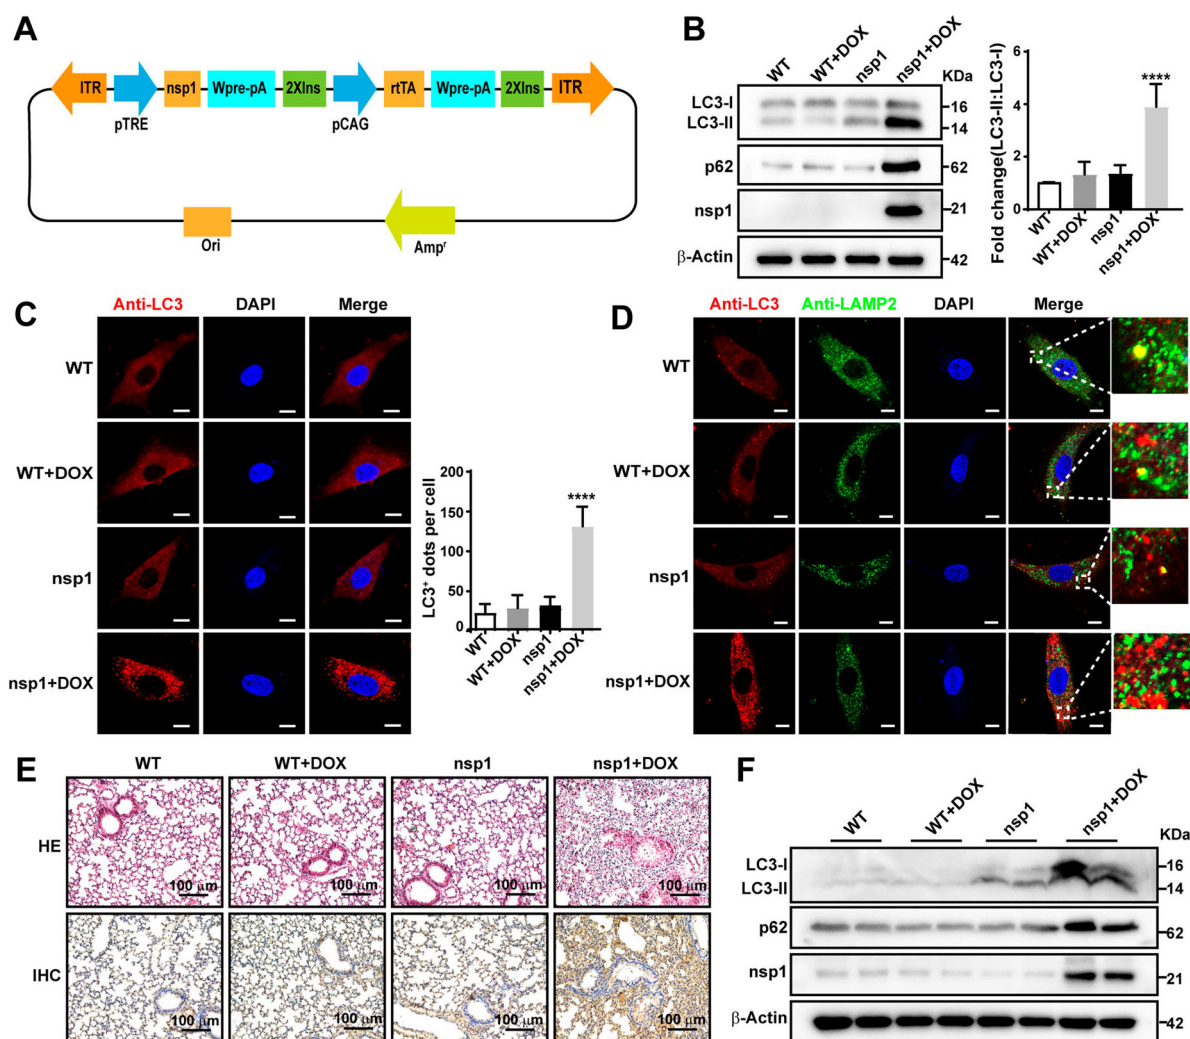 A
ITR
nsp1
Wpre-pA
2XIns
rtTA
Wpre-pA
2XIns
ITR
pTRE
pCAG
Ori
Ampʳ
B
WT
WT+DOX
nsp1
nsp1+DOX
KDa
LC3-I
LC3-II
p62
nsp1
β-Actin
16
14
62
21
42
Fold change(LC3-II:LC3-I)
6
4
2
0
****
WT
WT+DOX
nsp1
nsp1+DOX
C
Anti-LC3
DAPI
Merge
WT
WT+DOX
nsp1
nsp1+DOX
LC3⁺ dots per cell
200
150
100
50
0
****
WT
WT+DOX
nsp1
nsp1+DOX
D
Anti-LC3
Anti-LAMP2
DAPI
Merge
WT
WT+DOX
nsp1
nsp1+DOX
E
WT
WT+DOX
nsp1
nsp1+DOX
HE
100 μm
100 μm
100 μm
100 μm
IHC
100 μm
100 μm
100 μm
100 μm
F
WT
WT+DOX
nsp1
nsp1+DOX
KDa
LC3-I
LC3-II
p62
nsp1
β-Actin
16
14
62
21
42